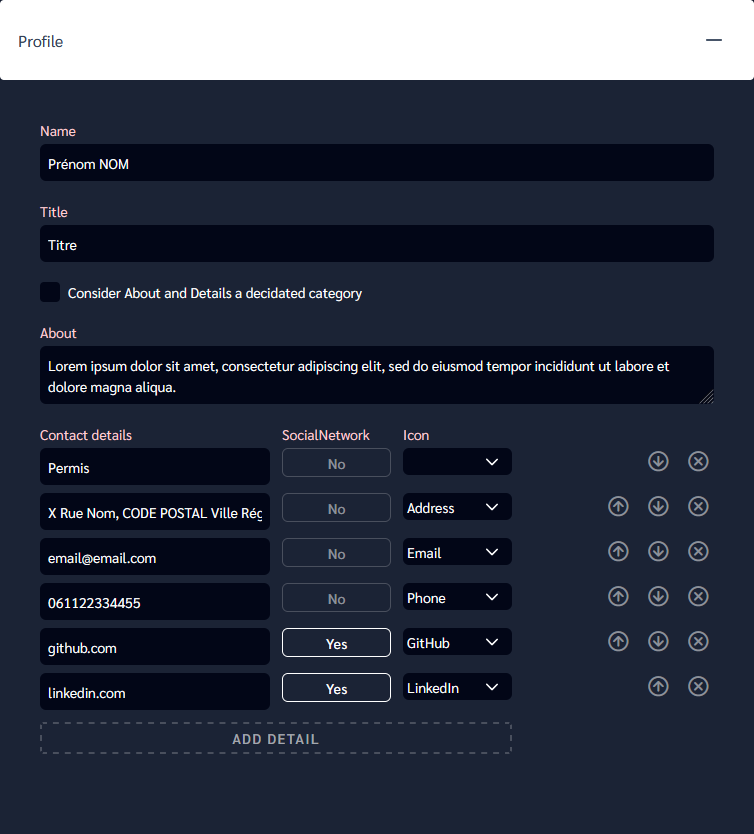 Profile
Name
Prénom NOM
Title
Titre
Consider About and Details a decidated category
About
Lorem ipsum dolor sit amet, consectetur adipiscing elit, sed do eiusmod tempor incididunt ut labore et
dolore magna aliqua.
Contact details SocialNetwork Icon
Permis No
X Rue Nom, CODE POSTAL Ville Rég No Address
email@email.com No Email
061122334455 No Phone
github.com Yes GitHub
linkedin.com Yes LinkedIn
ADD DETAIL